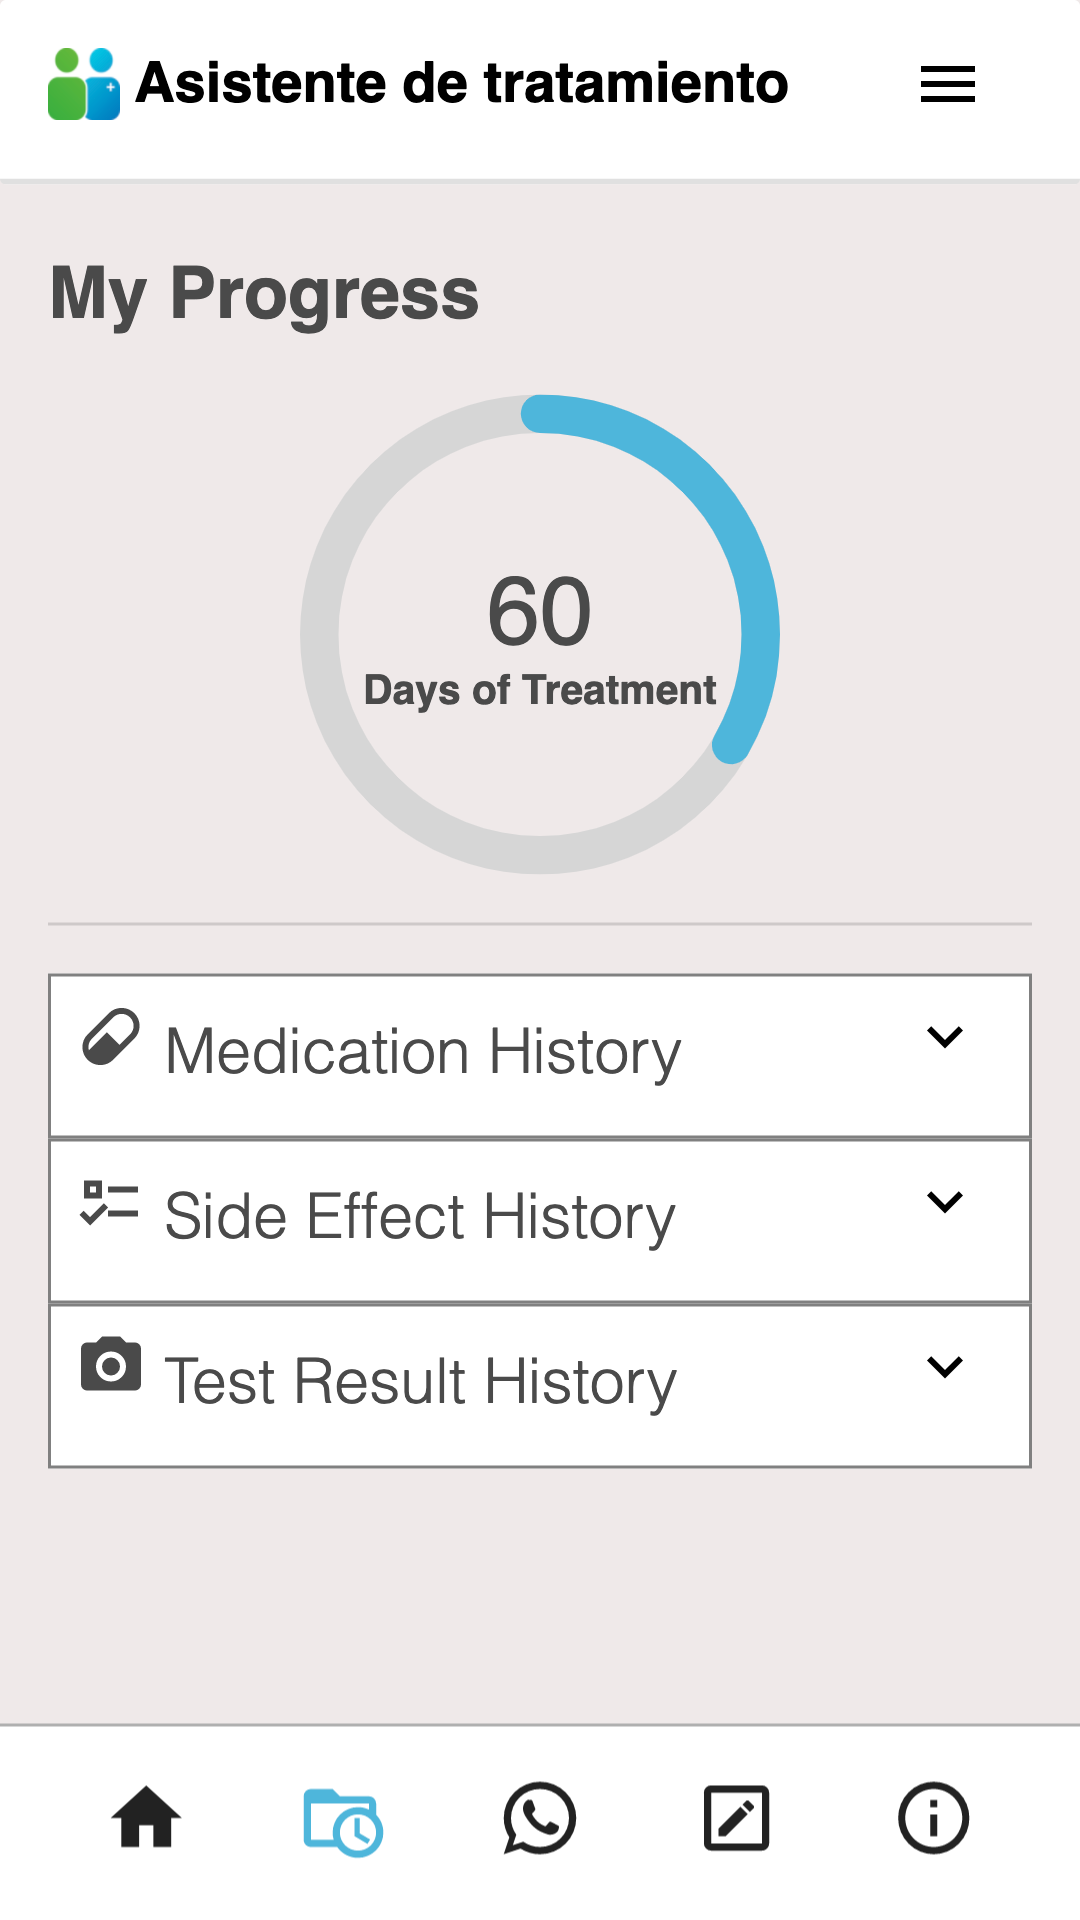 Asistente de tratamiento
My Progress
60
Days of Treatment
Medication History
Side Effect History
Test Result History